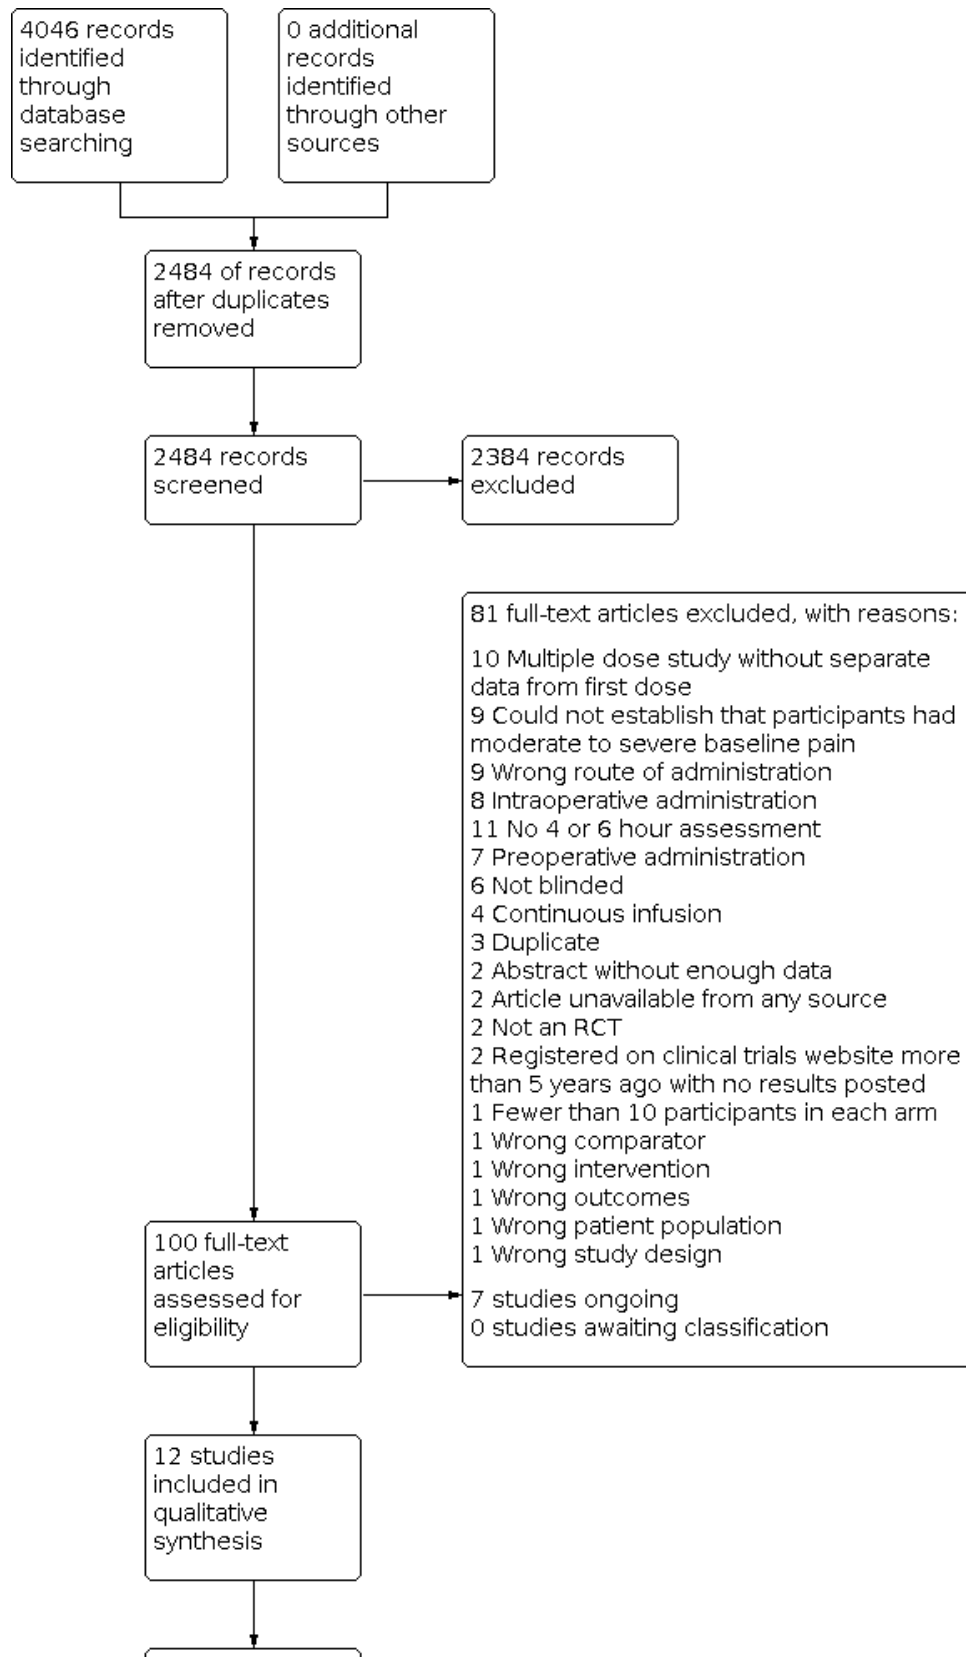 4046 records
identified
through
database
searching
0 additional
records
identified
through other
sources
2484 of records
after duplicates
removed
2484 records
screened
2384 records
excluded
81 full-text articles excluded, with reasons:
10 Multiple dose study without separate
data from first dose
9 Could not establish that participants had
moderate to severe baseline pain
9 Wrong route of administration
8 Intraoperative administration
11 No 4 or 6 hour assessment
7 Preoperative administration
6 Not blinded
4 Continuous infusion
3 Duplicate
2 Abstract without enough data
2 Article unavailable from any source
2 Not an RCT
2 Registered on clinical trials website more
than 5 years ago with no results posted
1 Fewer than 10 participants in each arm
1 Wrong comparator
1 Wrong intervention
1 Wrong outcomes
1 Wrong patient population
1 Wrong study design
7 studies ongoing
0 studies awaiting classification
100 full-text
articles
assessed for
eligibility
12 studies
included in
qualitative
synthesis